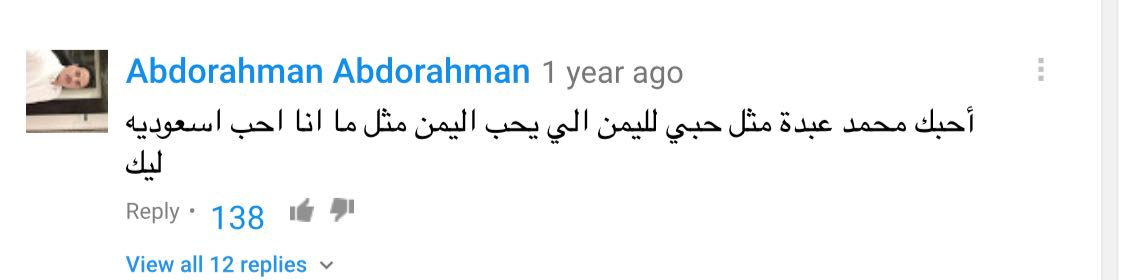 Abdorahman Abdorahman 1 year ago
أحبك محمد عبدة مثل حبي لليمن الي يحب اليمن مثل ما انا احب اسعوديه
ليك
Reply • 138
View all 12 replies